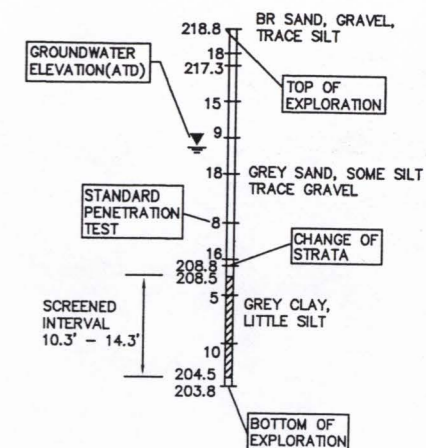 218.8
BR SAND, GRAVEL,
TRACE SILT
18
217.3
GROUNDWATER
ELEVATION(ATD)
TOP OF
EXPLORATION
15
9
18
GREY SAND, SOME SILT
TRACE GRAVEL
STANDARD
PENETRATION
TEST
8
CHANGE OF
STRATA
16
208.8
208.5
5
GREY CLAY,
LITTLE SILT
SCREENED
INTERVAL
10.3' - 14.3'
10
204.5
203.8
BOTTOM OF
EXPLORATION